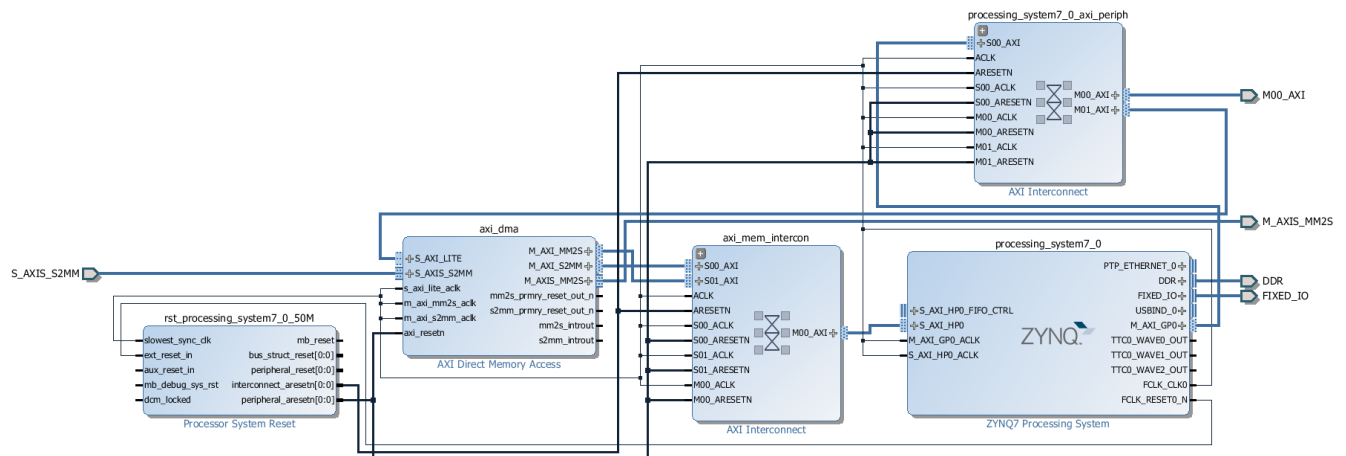 processing_system7_0_axi_periph
S00_AXI
ACLK
ARESETN
S00_ACLK
S00_ARESETN
M00_ACLK
M00_ARESETN
M01_ACLK
M01_ARESETN
M00_AXI
M01_AXI
AXI Interconnect
M00_AXI
M_AXIS_MM2S
DDR
FIXED_IO
S_AXIS_S2MM
axi_dma
S_AXI_LITE
S_AXIS_S2MM
s_axi_lite_aclk
m_axi_mm2s_aclk
m_axi_s2mm_aclk
axi_resetn
M_AXI_MM2S
M_AXI_S2MM
M_AXIS_MM2S
mm2s_prmry_reset_out_n
s2mm_prmry_reset_out_n
mm2s_introut
s2mm_introut
AXI Direct Memory Access
axi_mem_intercon
S00_AXI
S01_AXI
ACLK
ARESETN
S00_ACLK
S00_ARESETN
S01_ACLK
S01_ARESETN
M00_ACLK
M00_ARESETN
M00_AXI
AXI Interconnect
processing_system7_0
S_AXI_HP0_FIFO_CTRL
S_AXI_HP0
M_AXI_GP0_ACLK
S_AXI_HP0_ACLK
ZYNQ
PTP_ETHERNET_0
DDR
FIXED_IO
USBIND_0
M_AXI_GP0
TTC0_WAVE0_OUT
TTC0_WAVE1_OUT
TTC0_WAVE2_OUT
FCLK_CLK0
FCLK_RESET0_N
ZYNQ7 Processing System
rst_processing_system7_0_50M
slowest_sync_clk
ext_reset_in
aux_reset_in
mb_debug_sys_rst
dcm_locked
mb_reset
bus_struct_reset[0:0]
peripheral_reset[0:0]
interconnect_aresetn[0:0]
peripheral_aresetn[0:0]
Processor System Reset